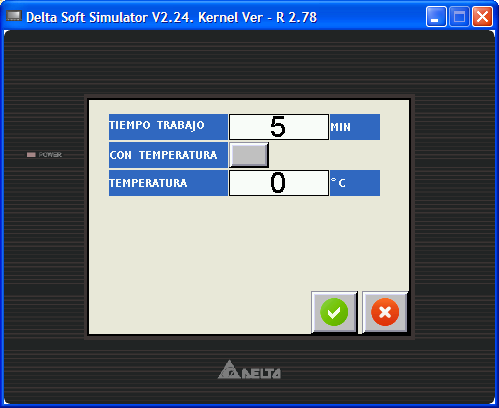 Delta Soft Simulator V2.24. Kernel Ver - R 2.78
TIEMPO TRABAJO 5 MIN
CON TEMPERATURA
TEMPERATURA 0 °C
POWER
DELTA